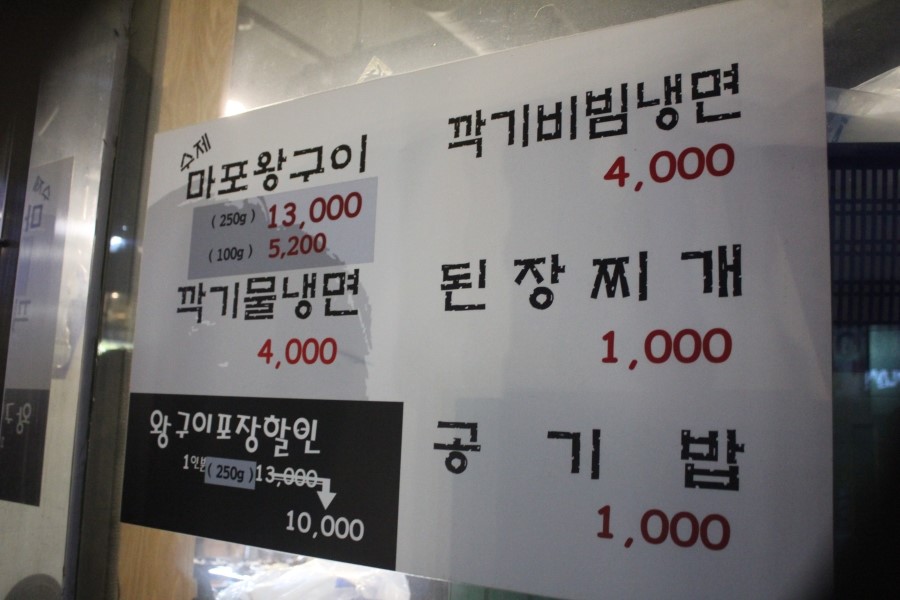 수제
마포왕구이
(250g) 13,000
(100g) 5,200
깍기물냉면
4,000
왕구이포장할인
1인분 (250g) 13,000
10,000
깍기비빔냉면
4,000
된장찌개
1,000
공기밥
1,000